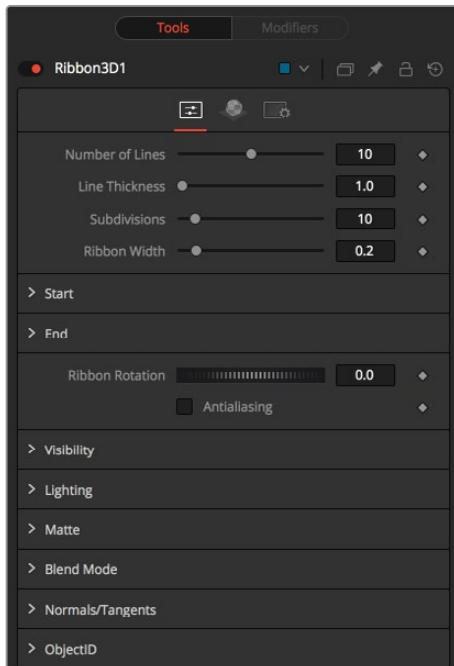 Tools Modifiers
Ribbon3D1
Number of Lines 10
Line Thickness 1.0
Subdivisions 10
Ribbon Width 0.2
Start
End
Ribbon Rotation 0.0
Antialiasing
Visibility
Lighting
Matte
Blend Mode
Normals/Tangents
ObjectID